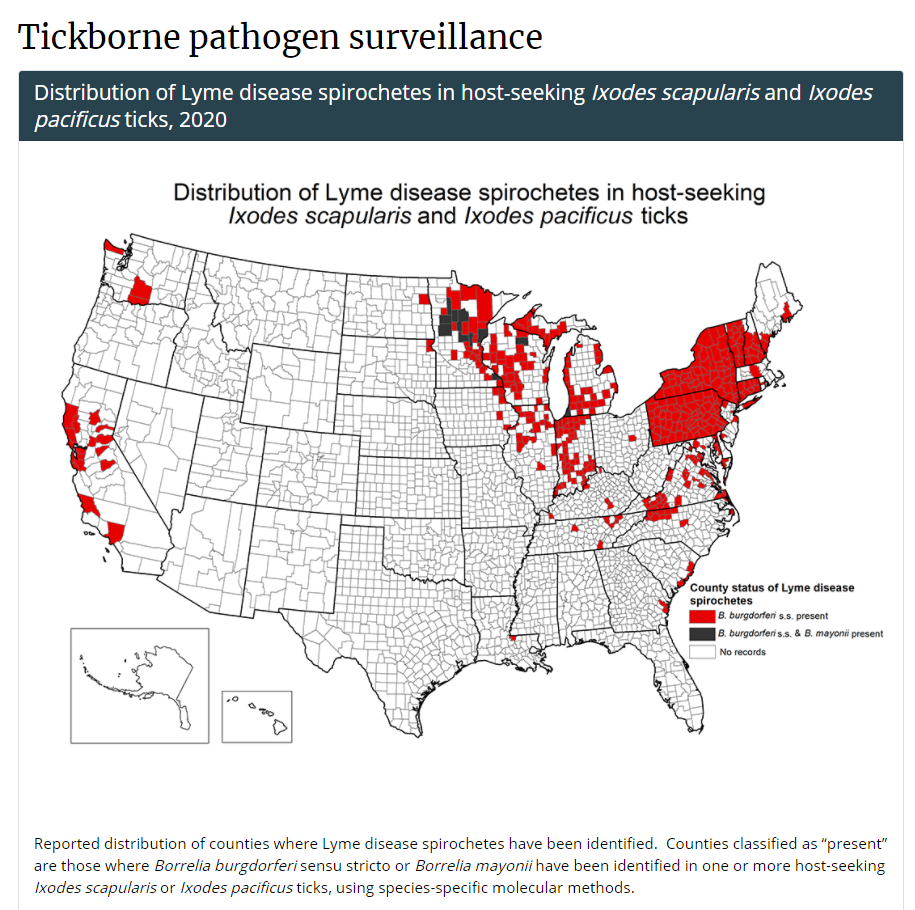 Tickborne pathogen surveillance
Distribution of Lyme disease spirochetes in host-seeking Ixodes scapularis and Ixodes
pacificus ticks, 2020
Distribution of Lyme disease spirochetes in host-seeking
Ixodes scapularis and Ixodes pacificus ticks
County status of Lyme disease
spirochetes
B. burgdorferi s.s. present
B. burgdorferi s.s. & B. mayonii present
No records
Reported distribution of counties where Lyme disease spirochetes have been identified.  Counties classified as “present”
are those where Borrelia burgdorferi sensu stricto or Borrelia mayonii have been identified in one or more host-seeking
Ixodes scapularis or Ixodes pacificus ticks, using species-specific molecular methods.